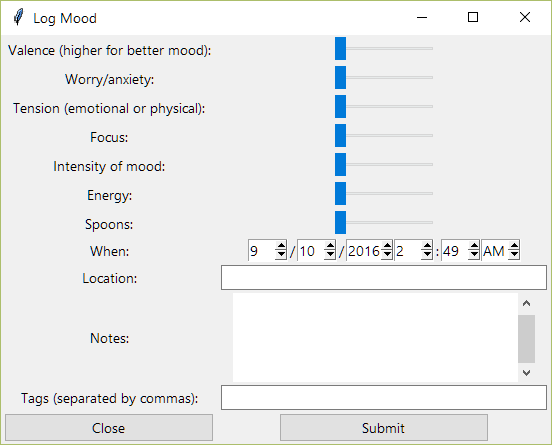 Log Mood
Valence (higher for better mood):
Worry/anxiety:
Tension (emotional or physical):
Focus:
Intensity of mood:
Energy:
Spoons:
When: 9 / 10 / 2016 2 : 49 AM
Location:
Notes:
Tags (separated by commas):
Close Submit